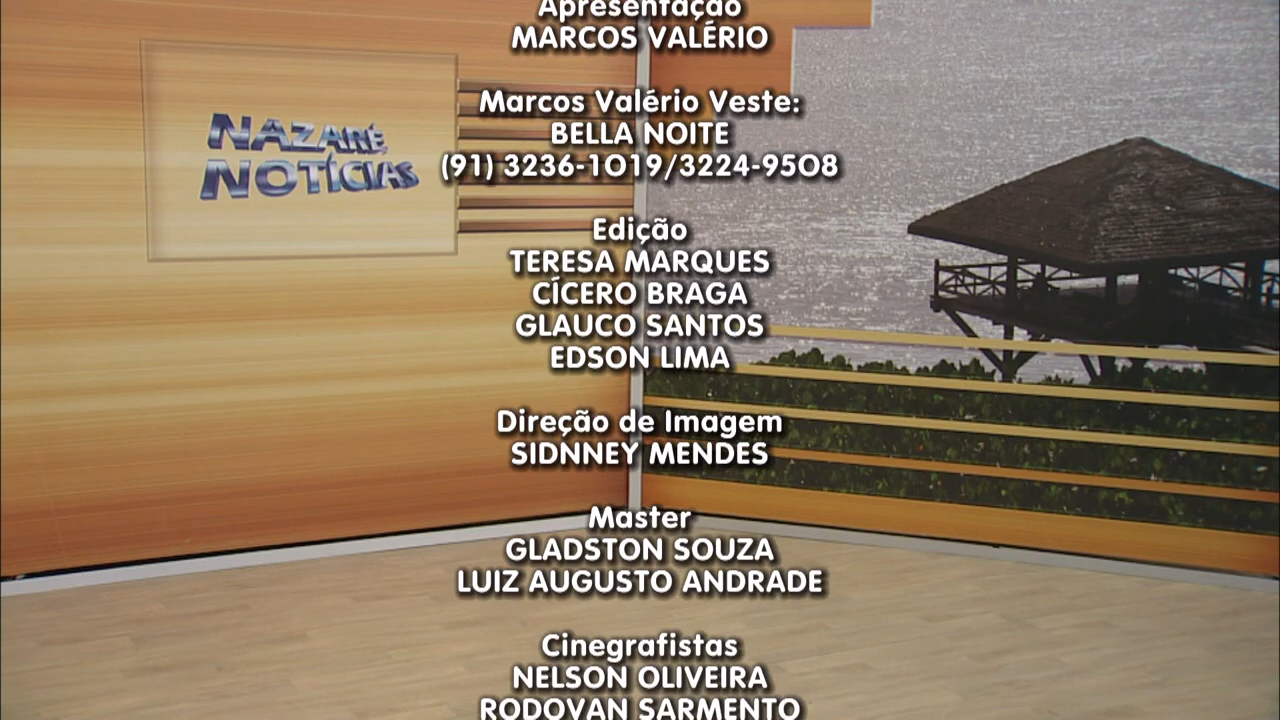 Apresentação
MARCOS VALÉRIO
Marcos Valério Veste:
BELLA NOITE
(91) 3236-1019/3224-9508
NAZARÉ
NOTÍCIAS
Edição
TERESA MARQUES
CÍCERO BRAGA
GLAUCO SANTOS
EDSON LIMA
Direção de Imagem
SIDNNEY MENDES
Master
GLADSTON SOUZA
LUIZ AUGUSTO ANDRADE
Cinegrafistas
NELSON OLIVEIRA
RODOVAN SARMENTO